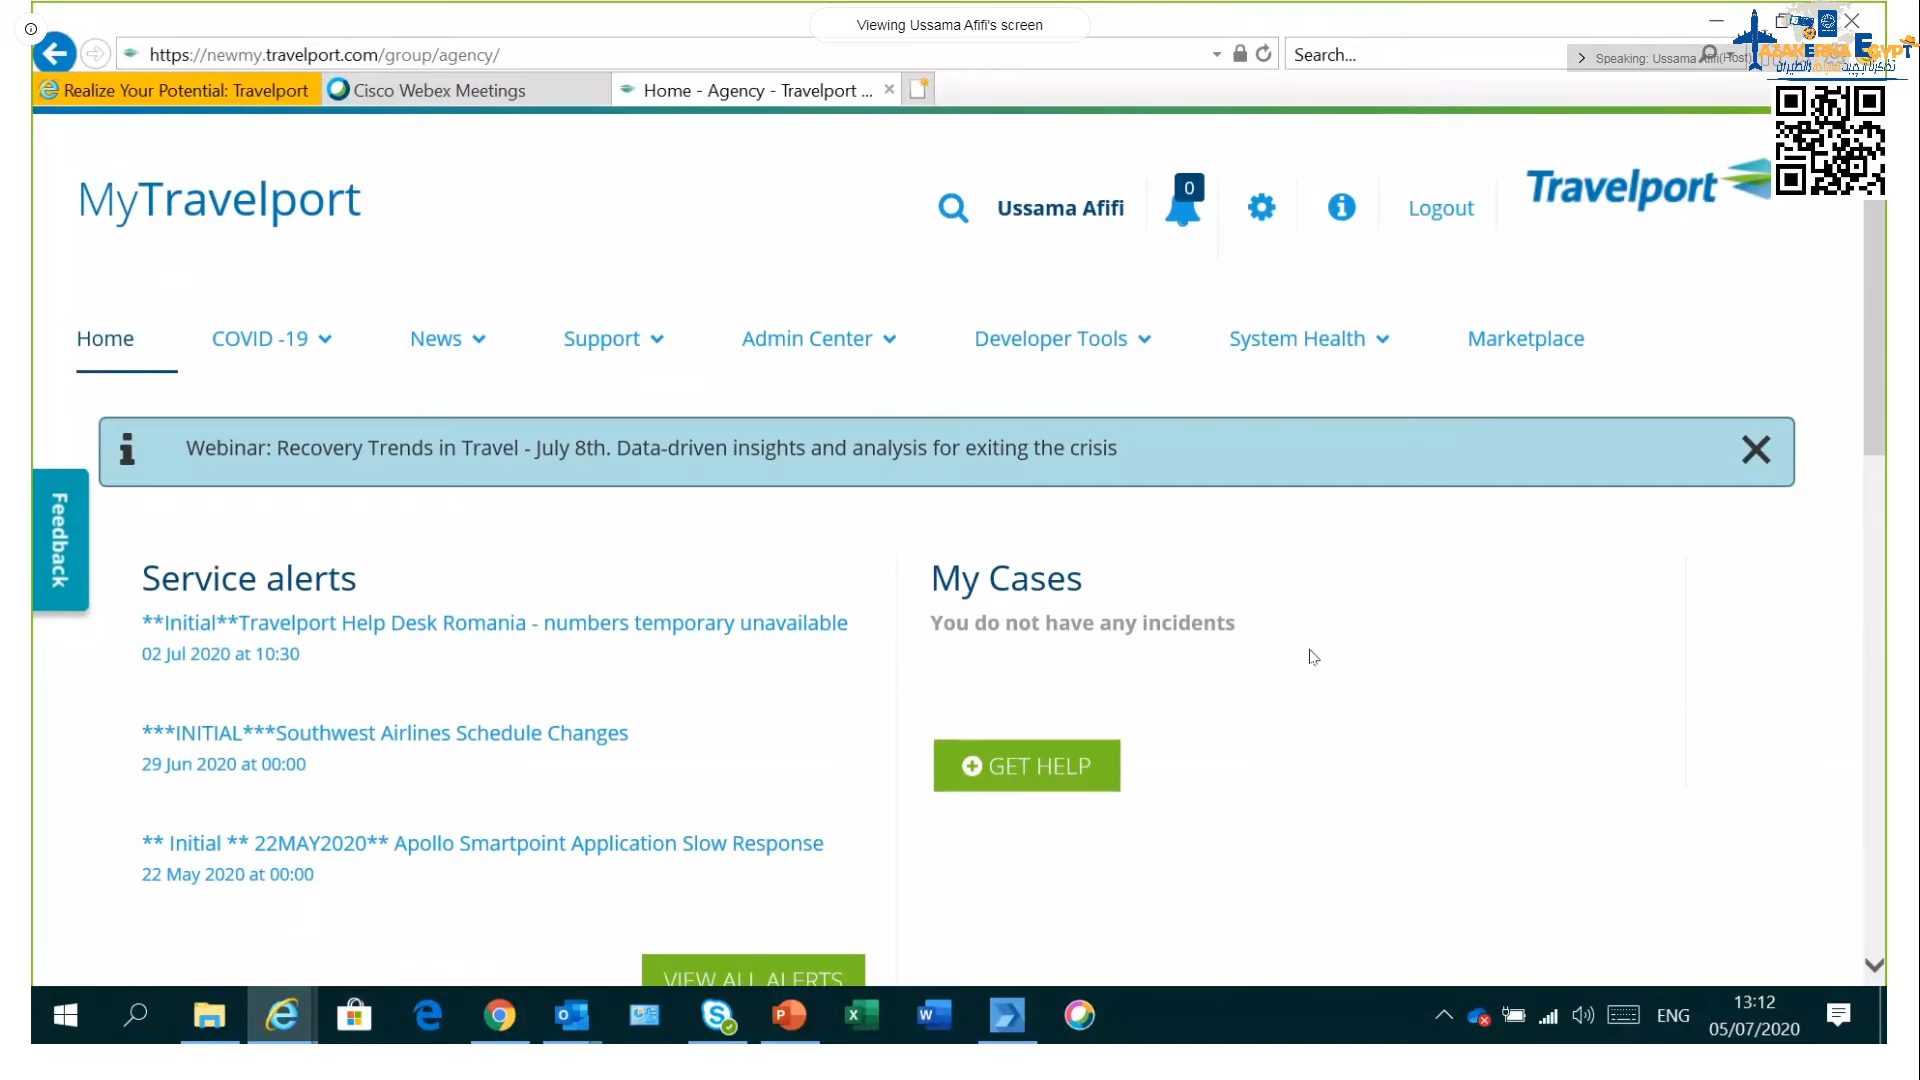 Viewing Ussama Afifi's screen
https://newmy.travelport.com/group/agency/
Search...
Speaking: Ussama Afifi(Host)
Realize Your Potential: Travelport
Cisco Webex Meetings
Home - Agency - Travelport ...
MyTravelport
Ussama Afifi
0
Logout
Travelport
Home
COVID -19
News
Support
Admin Center
Developer Tools
System Health
Marketplace
Webinar: Recovery Trends in Travel - July 8th. Data-driven insights and analysis for exiting the crisis
Feedback
Service alerts
**Initial**Travelport Help Desk Romania - numbers temporary unavailable
02 Jul 2020 at 10:30
***INITIAL***Southwest Airlines Schedule Changes
29 Jun 2020 at 00:00
** Initial ** 22MAY2020** Apollo Smartpoint Application Slow Response
22 May 2020 at 00:00
VIEW ALL ALERTS
My Cases
You do not have any incidents
GET HELP
ENG
13:12
05/07/2020